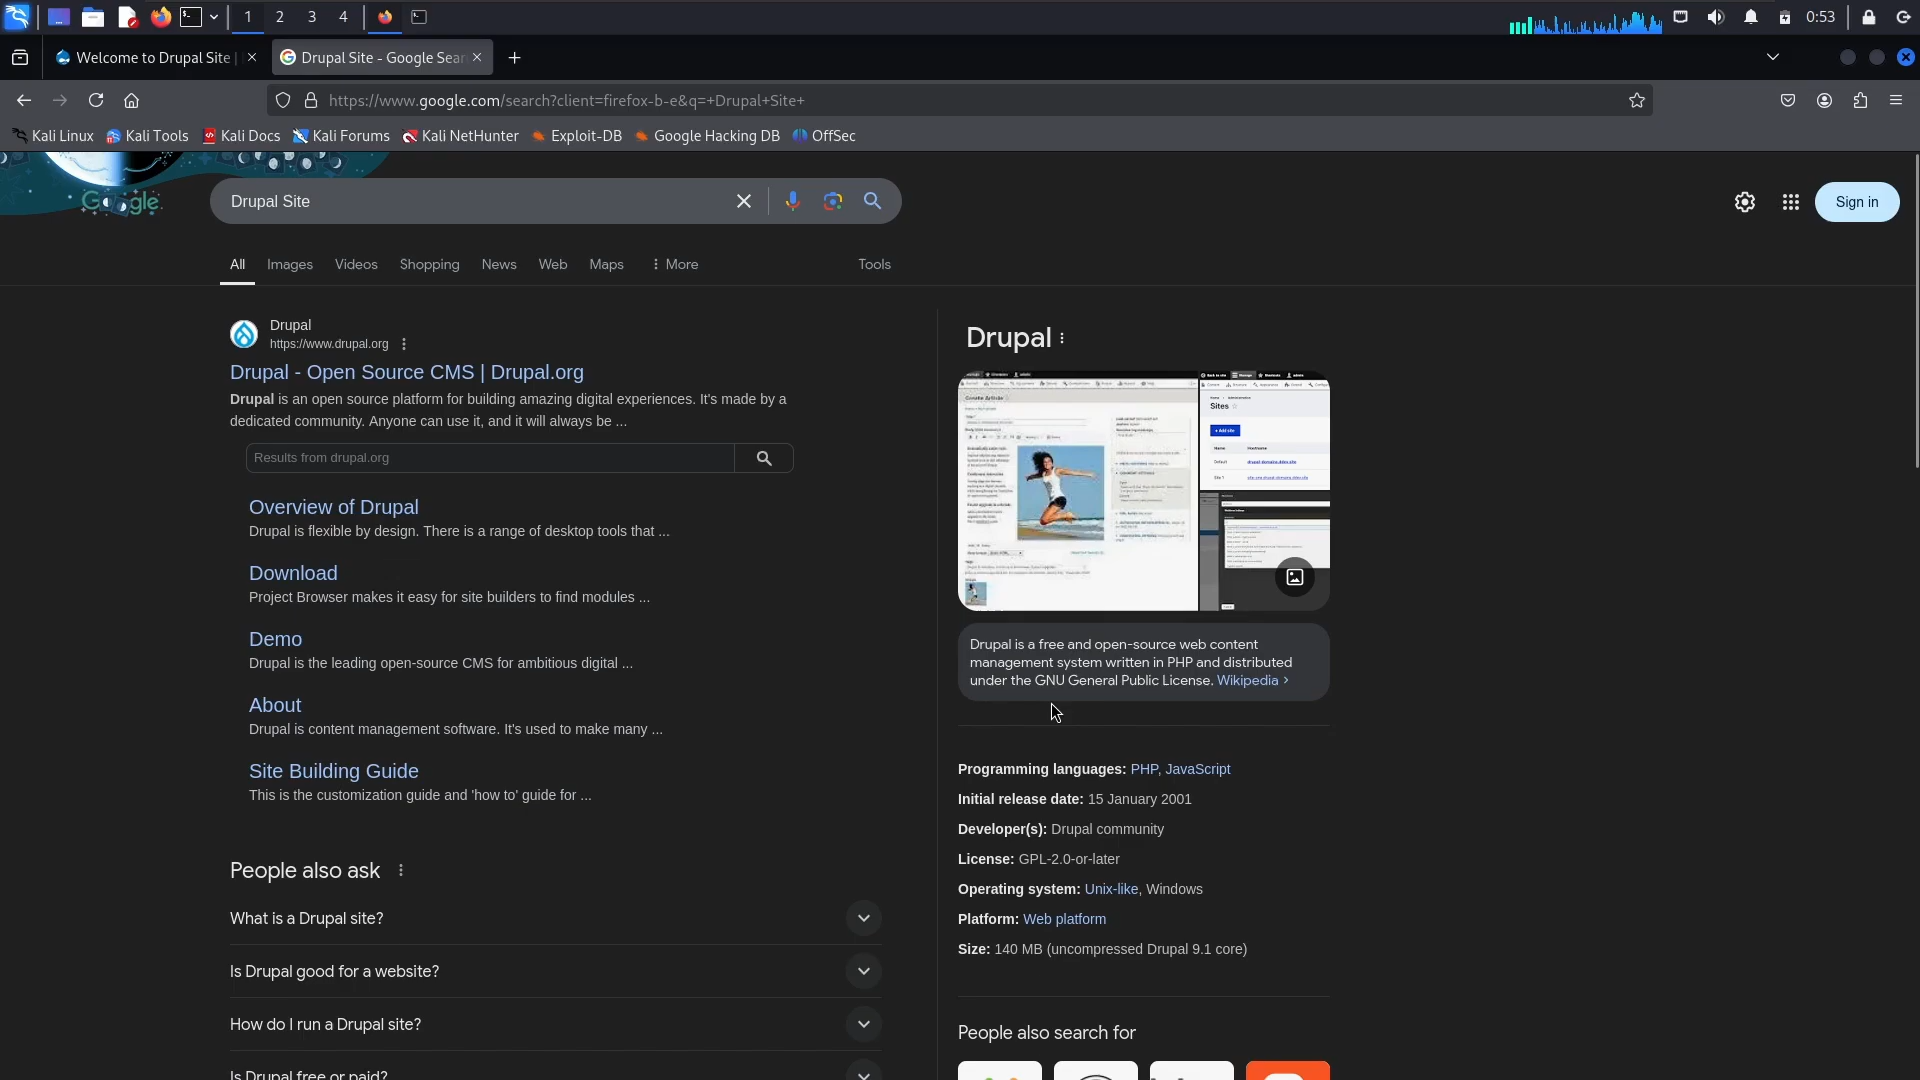 1 2 3 4
0:53
Welcome to Drupal Site |
Drupal Site - Google Sear
https://www.google.com/search?client=firefox-b-e&q=+Drupal+Site+
Kali Linux Kali Tools Kali Docs Kali Forums Kali NetHunter Exploit-DB Google Hacking DB OffSec
Google
Drupal Site
Sign in
All Images Videos Shopping News Web Maps More Tools
Drupal
https://www.drupal.org
Drupal - Open Source CMS | Drupal.org
Drupal is an open source platform for building amazing digital experiences. It's made by a
dedicated community. Anyone can use it, and it will always be ...
Results from drupal.org
Overview of Drupal
Drupal is flexible by design. There is a range of desktop tools that ...
Download
Project Browser makes it easy for site builders to find modules ...
Demo
Drupal is the leading open-source CMS for ambitious digital ...
About
Drupal is content management software. It's used to make many ...
Site Building Guide
This is the customization guide and 'how to' guide for ...
People also ask
What is a Drupal site?
Is Drupal good for a website?
How do I run a Drupal site?
Is Drupal free or paid?
Drupal
Create Article
Sites
+ Add site
Drupal is a free and open-source web content
management system written in PHP and distributed
under the GNU General Public License. Wikipedia
Programming languages: PHP, JavaScript
Initial release date: 15 January 2001
Developer(s): Drupal community
License: GPL-2.0-or-later
Operating system: Unix-like, Windows
Platform: Web platform
Size: 140 MB (uncompressed Drupal 9.1 core)
People also search for